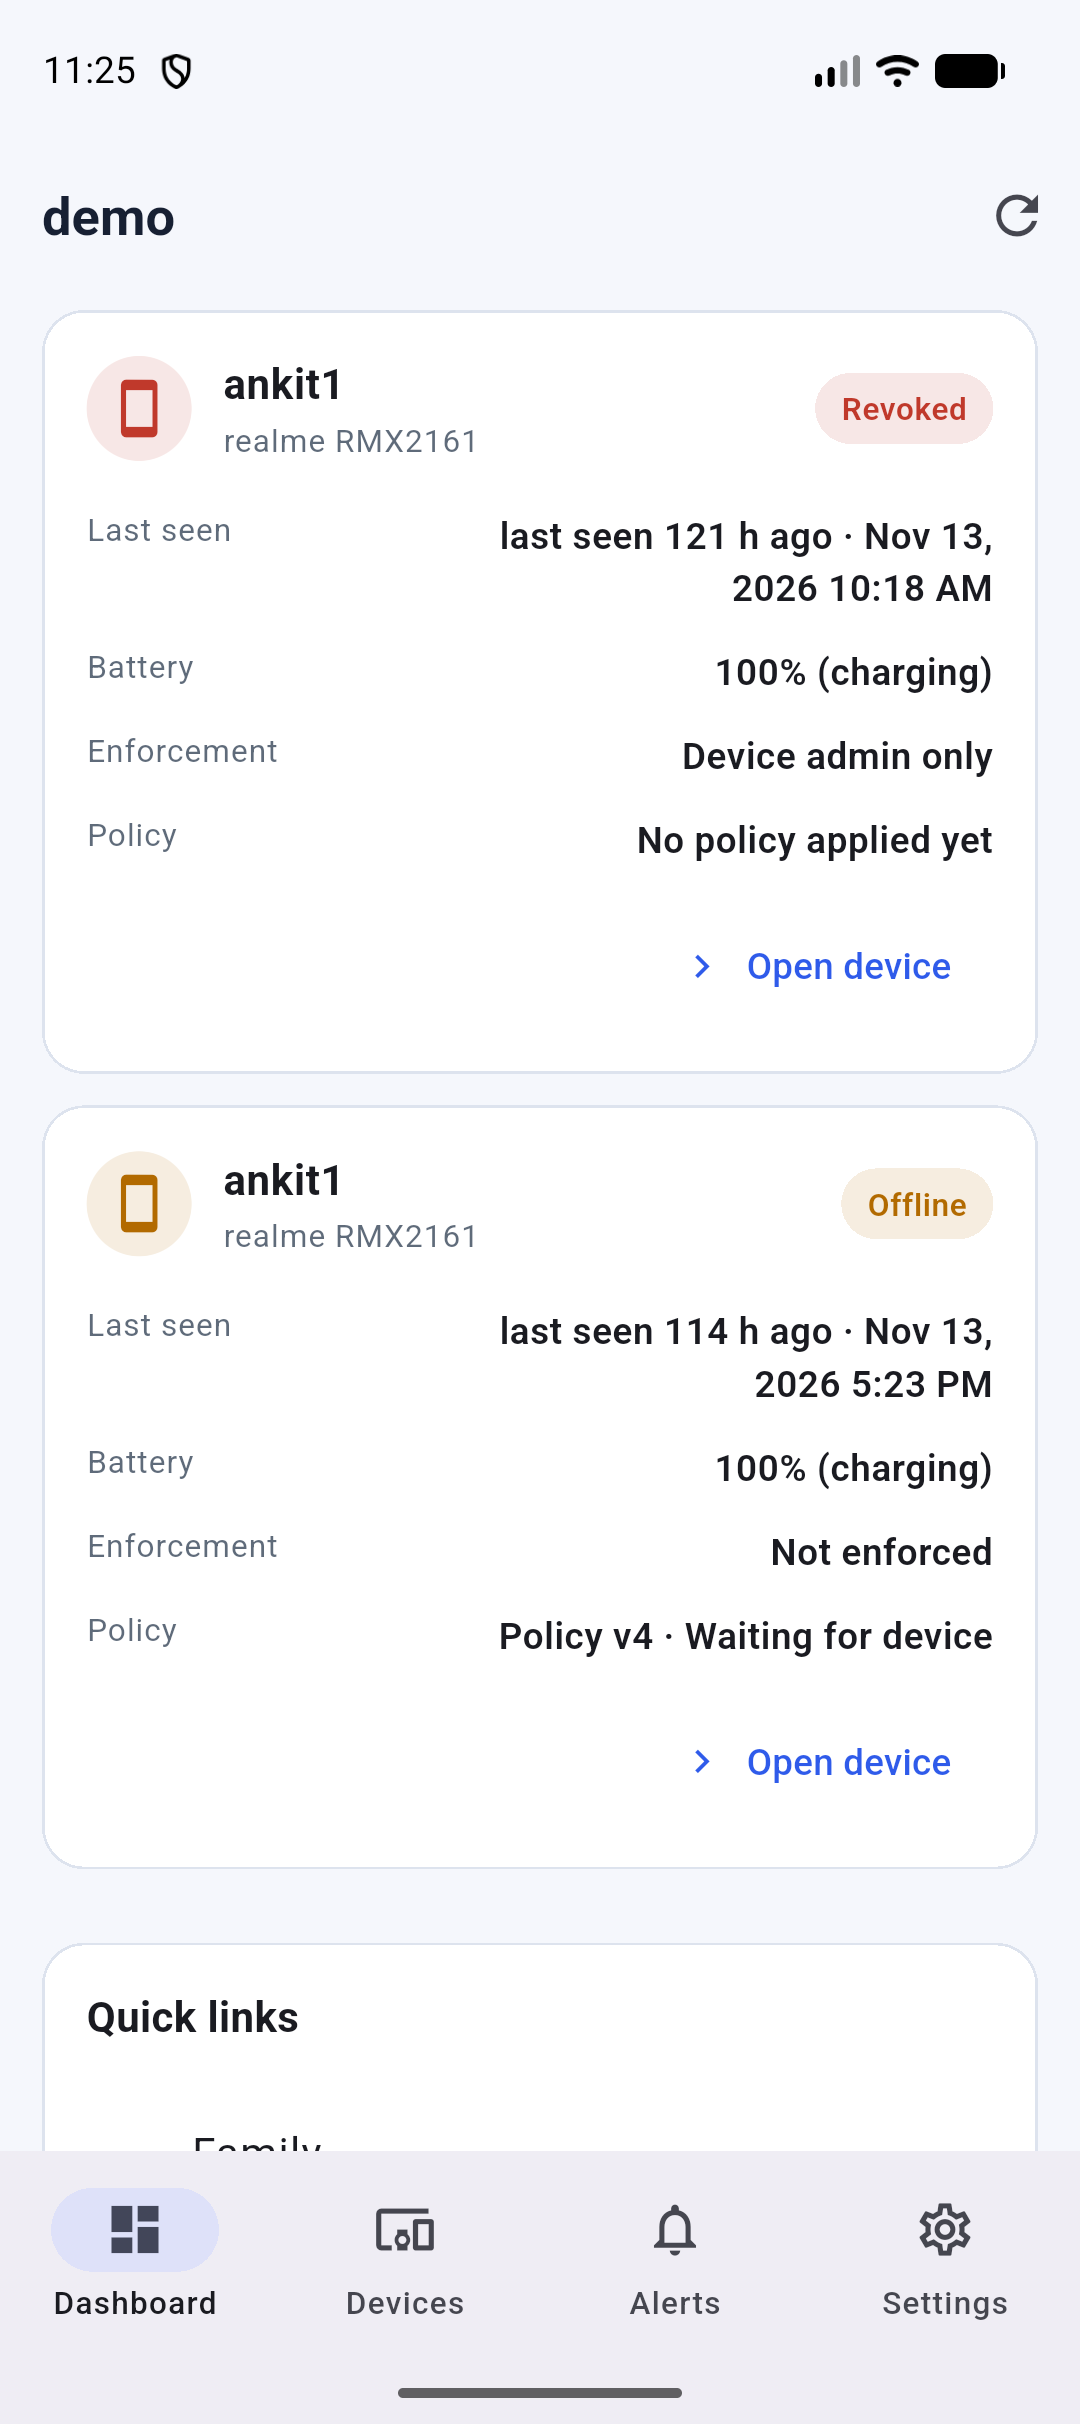 11:25
demo
ankit1
realme RMX2161
Revoked
Last seen
last seen 121 h ago · Nov 13,
2026 10:18 AM
Battery
100% (charging)
Enforcement
Device admin only
Policy
No policy applied yet
Open device
ankit1
realme RMX2161
Offline
Last seen
last seen 114 h ago · Nov 13,
2026 5:23 PM
Battery
100% (charging)
Enforcement
Not enforced
Policy
Policy v4 · Waiting for device
Open device
Quick links
Family
Dashboard
Devices
Alerts
Settings